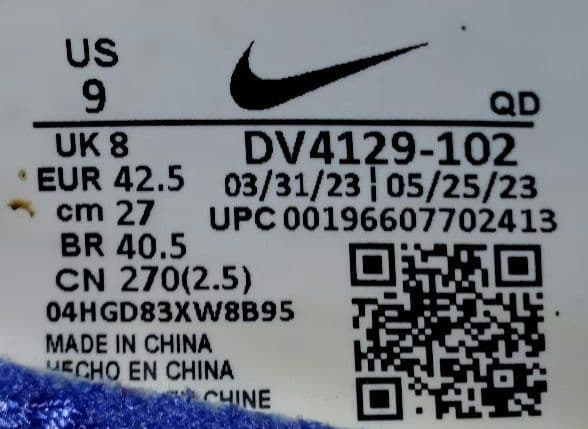 US
9
QD
UK 8
DV4129-102
EUR 42.5
03/31/23 | 05/25/23
cm 27
UPC 00196607702413
BR 40.5
CN 270(2.5)
04HGD83XW8B95
MADE IN CHINA
HECHO EN CHINA
CHINE